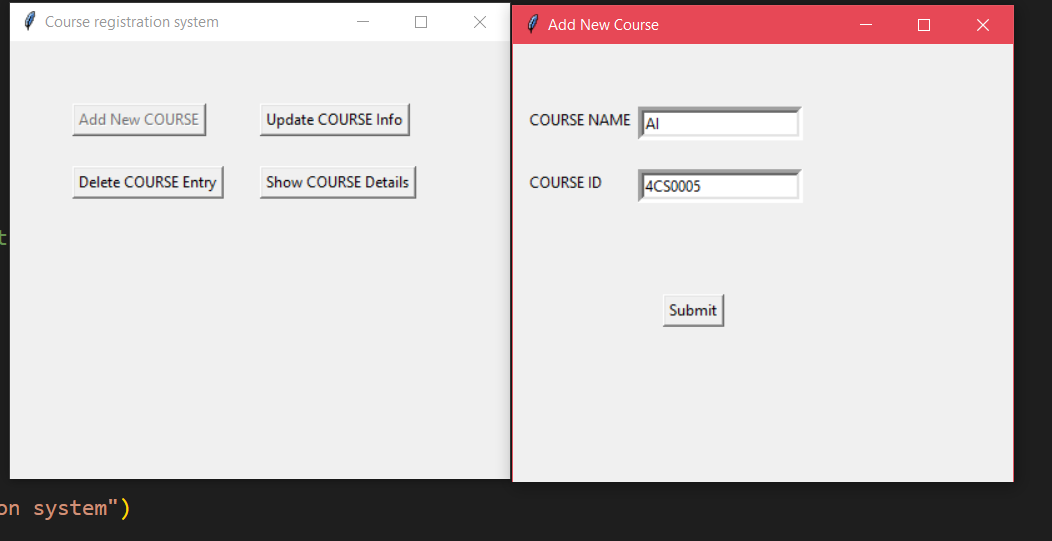 Course registration system
Add New COURSE
Update COURSE Info
Delete COURSE Entry
Show COURSE Details
Add New Course
COURSE NAME
AI
COURSE ID
4CS0005
Submit
t
on system")